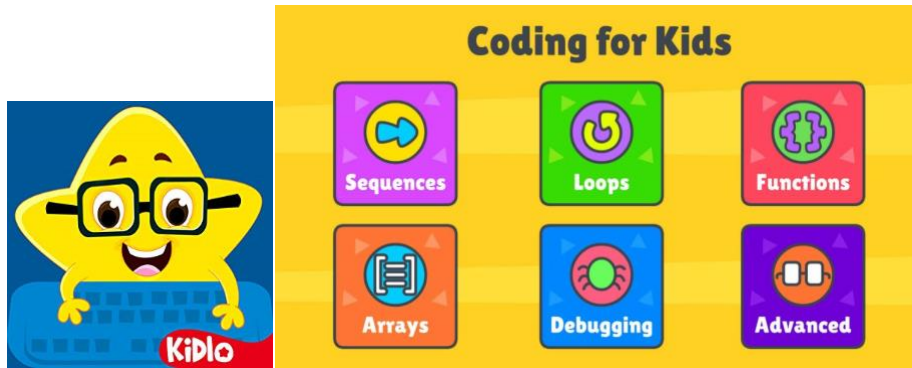 Coding for Kids
Sequences
Loops
Functions
Arrays
Debugging
Advanced
KiDlo